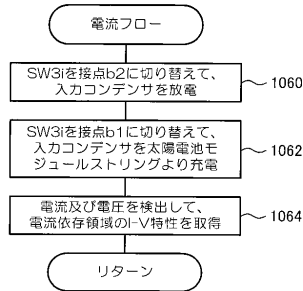 電流フロー
SW3iを接点b2に切り替えて、
入力コンデンサを放電
1060
SW3iを接点b1に切り替えて、
入力コンデンサを太陽電池モ
ジュールストリングより充電
1062
電流及び電圧を検出して、
電流依存領域のI-V特性を取得
1064
リターン